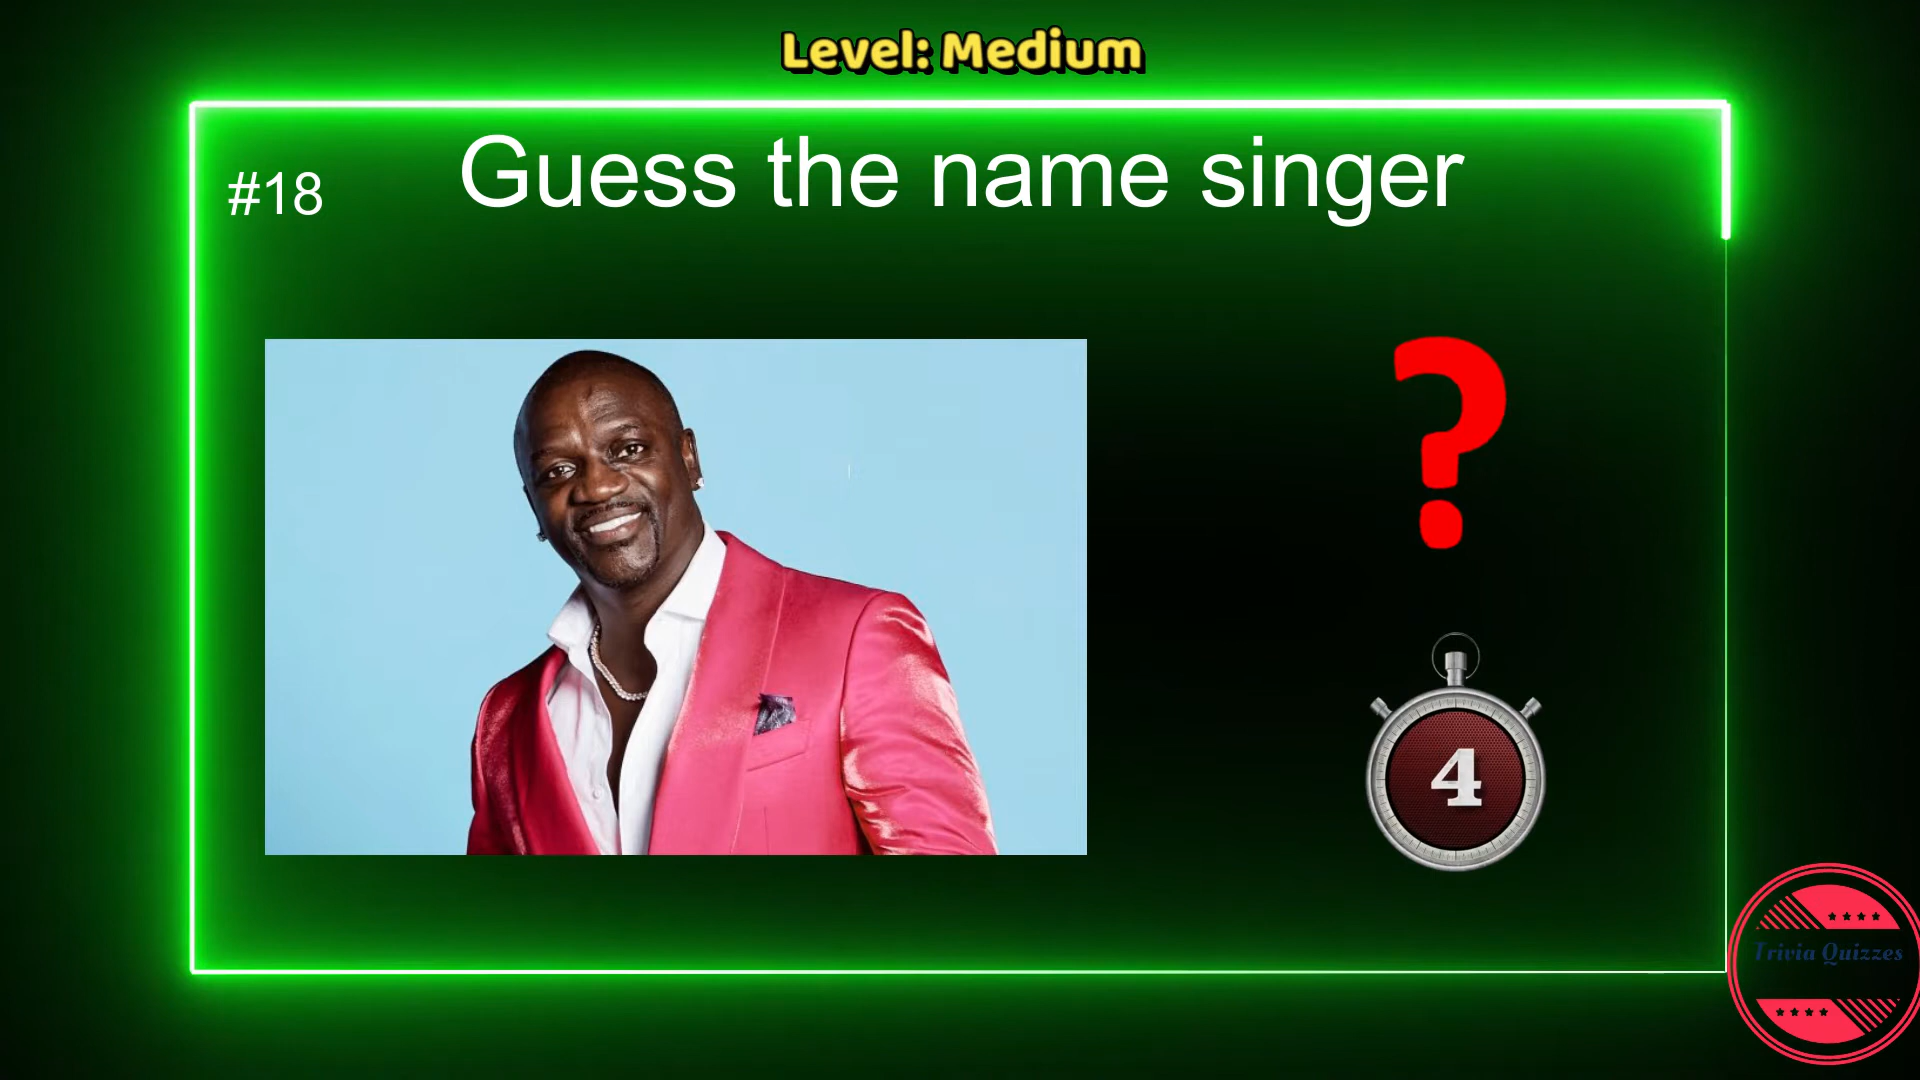 Level: Medium
#18
Guess the name singer
?
4
Trivia Quizzes